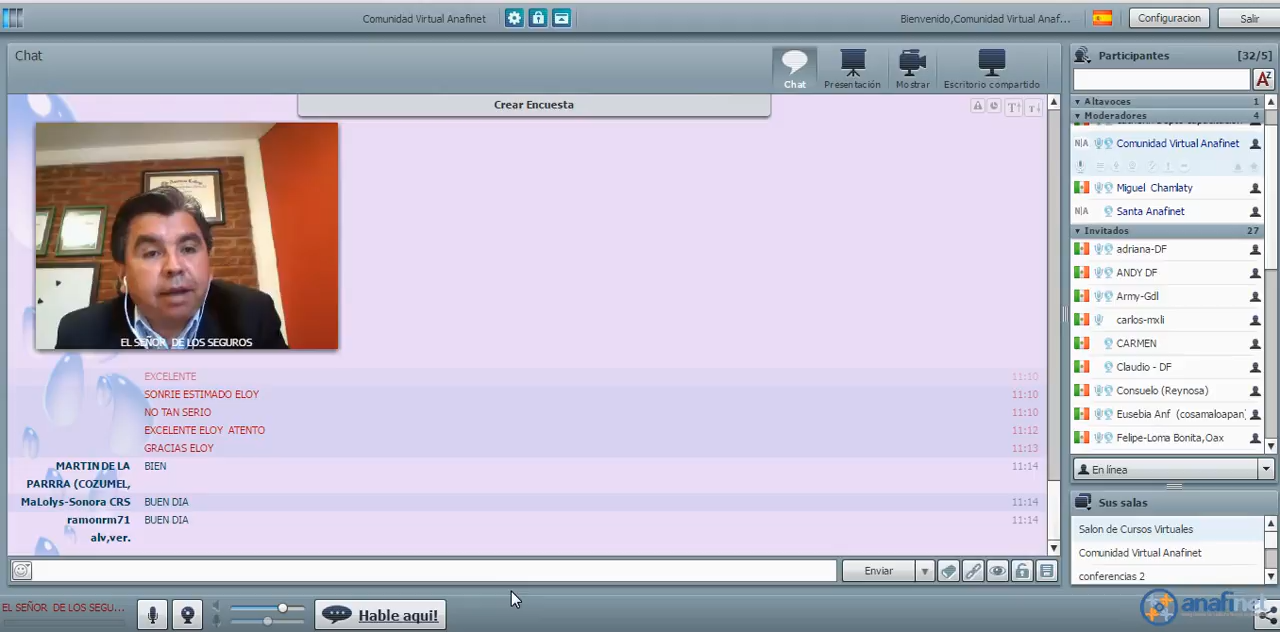 Comunidad Virtual Anafinet
Bienvenido,Comunidad Virtual Anaf...
Configuracion
Salir
Chat
Chat
Presentación
Mostrar
Escritorio compartido
Participantes
[32/5]
Crear Encuesta
Altavoces 1
Moderadores 4
N|A Comunidad Virtual Anafinet
Miguel Chamlaty
N|A Santa Anafinet
Invitados 27
adriana-DF
ANDY DF
Army-Gdl
carlos-mxli
CARMEN
Claudio - DF
Consuelo (Reynosa)
Eusebia Anf (cosamaloapan)
Felipe-Loma Bonita,Oax
En línea
Sus salas
Salon de Cursos Virtuales
Comunidad Virtual Anafinet
conferencias 2
EL SEÑOR DE LOS SEGUROS
EXCELENTE 11:10
SONRIE ESTIMADO ELOY 11:10
NO TAN SERIO 11:10
EXCELENTE ELOY ATENTO 11:12
GRACIAS ELOY 11:13
MARTIN DE LA BIEN 11:14
PARRRA (COZUMEL,
MaLolys-Sonora CRS BUEN DIA 11:14
ramonrm71 BUEN DIA 11:14
alv,ver.
Enviar
EL SEÑOR DE LOS SEGU...
Hable aqui!
anafinet